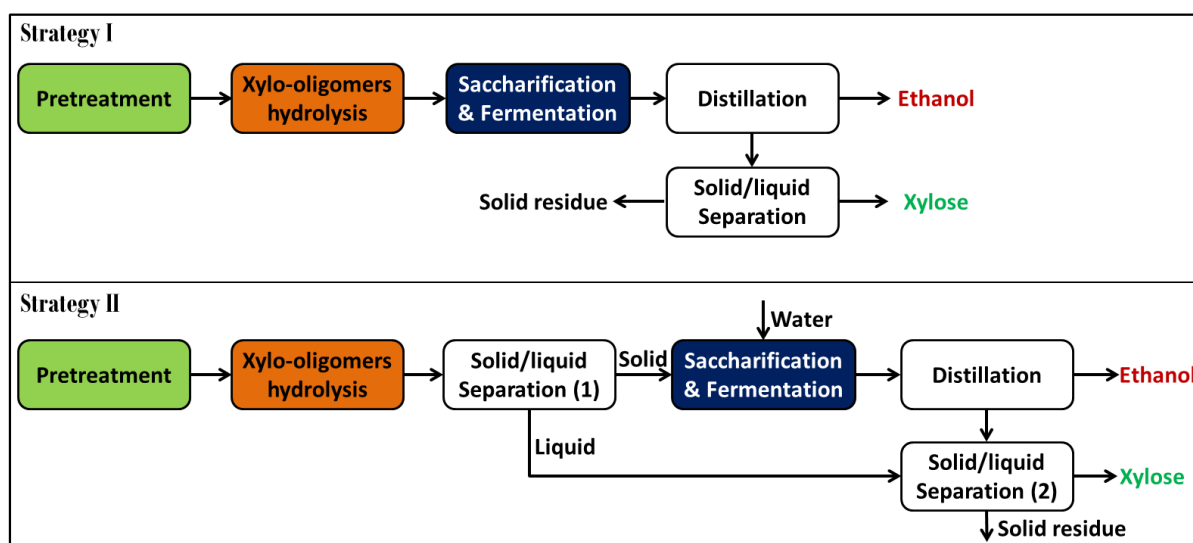 Strategy I
Pretreatment
Xylo-oligomers
hydrolysis
Saccharification
& Fermentation
Distillation
Ethanol
Solid residue
Solid/liquid
Separation
Xylose
Strategy II
Water
Pretreatment
Xylo-oligomers
hydrolysis
Solid/liquid
Separation (1)
Solid
Saccharification
& Fermentation
Distillation
Ethanol
Liquid
Solid/liquid
Separation (2)
Xylose
Solid residue